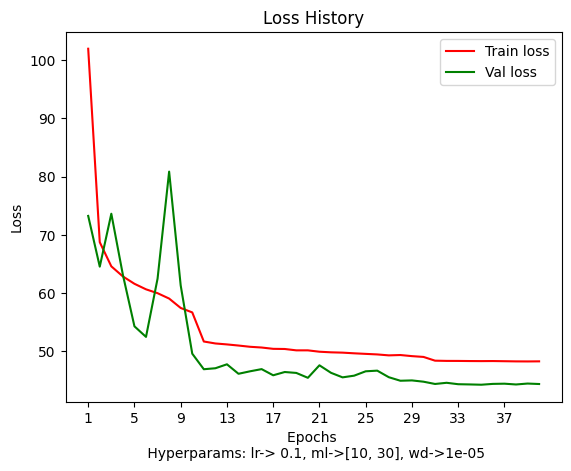 Loss History
Train loss
Val loss
100
90
80
70
60
50
Loss
1 5 9 13 17 21 25 29 33 37
Epochs
Hyperparams: lr-> 0.1, ml->[10, 30], wd->1e-05